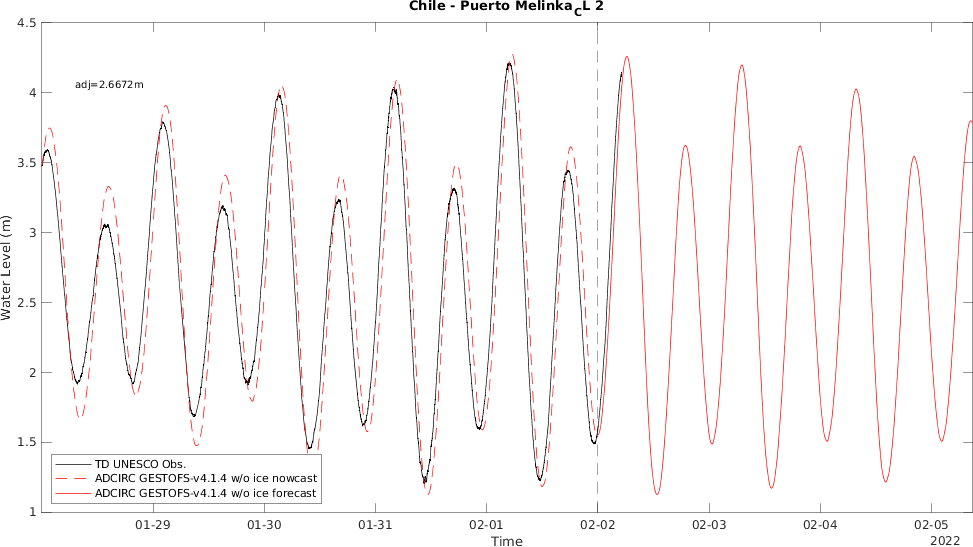 Chile - Puerto MelinkaCL 2
4.5
4
3.5
3
2.5
2
1.5
1
Water Level (m)
adj=2.6672m
TD UNESCO Obs.
ADCIRC GESTOFS-v4.1.4 w/o ice nowcast
ADCIRC GESTOFS-v4.1.4 w/o ice forecast
01-29 01-30 01-31 02-01 02-02 02-03 02-04 02-05
Time 2022